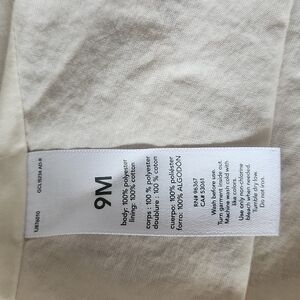 9M
body: 100% polyester
lining: 100% cotton
corps : 100 % polyester
doublure : 100 % coton
cuerpo: 100% poliéster
forro: 100% ALGODÓN
RN# 96367
CA# 53061
Wash before use.
Turn garment inside out.
Machine wash cold with
like colors.
Use only non-chlorine
bleach when needed.
Tumble dry low.
Do not iron.